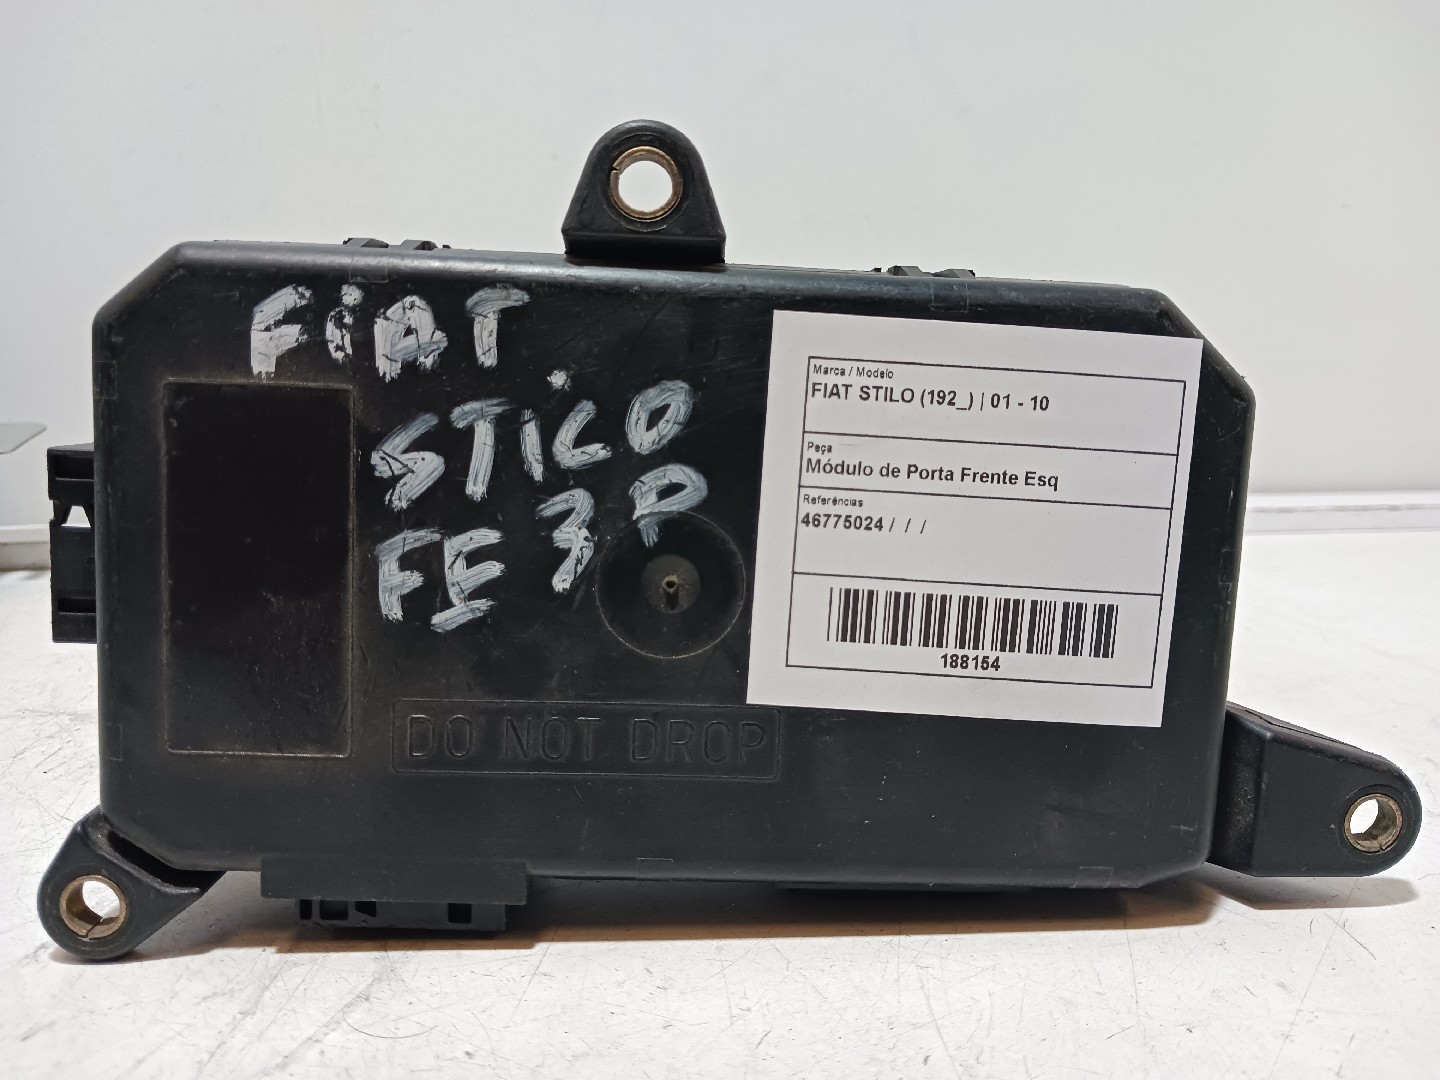 FiAT
STiLO
FE 3P
DO NOT DROP
Marca / Modelo
FIAT STILO (192_) | 01 - 10
Peça
Módulo de Porta Frente Esq
Referências
46775024 / / /
188154